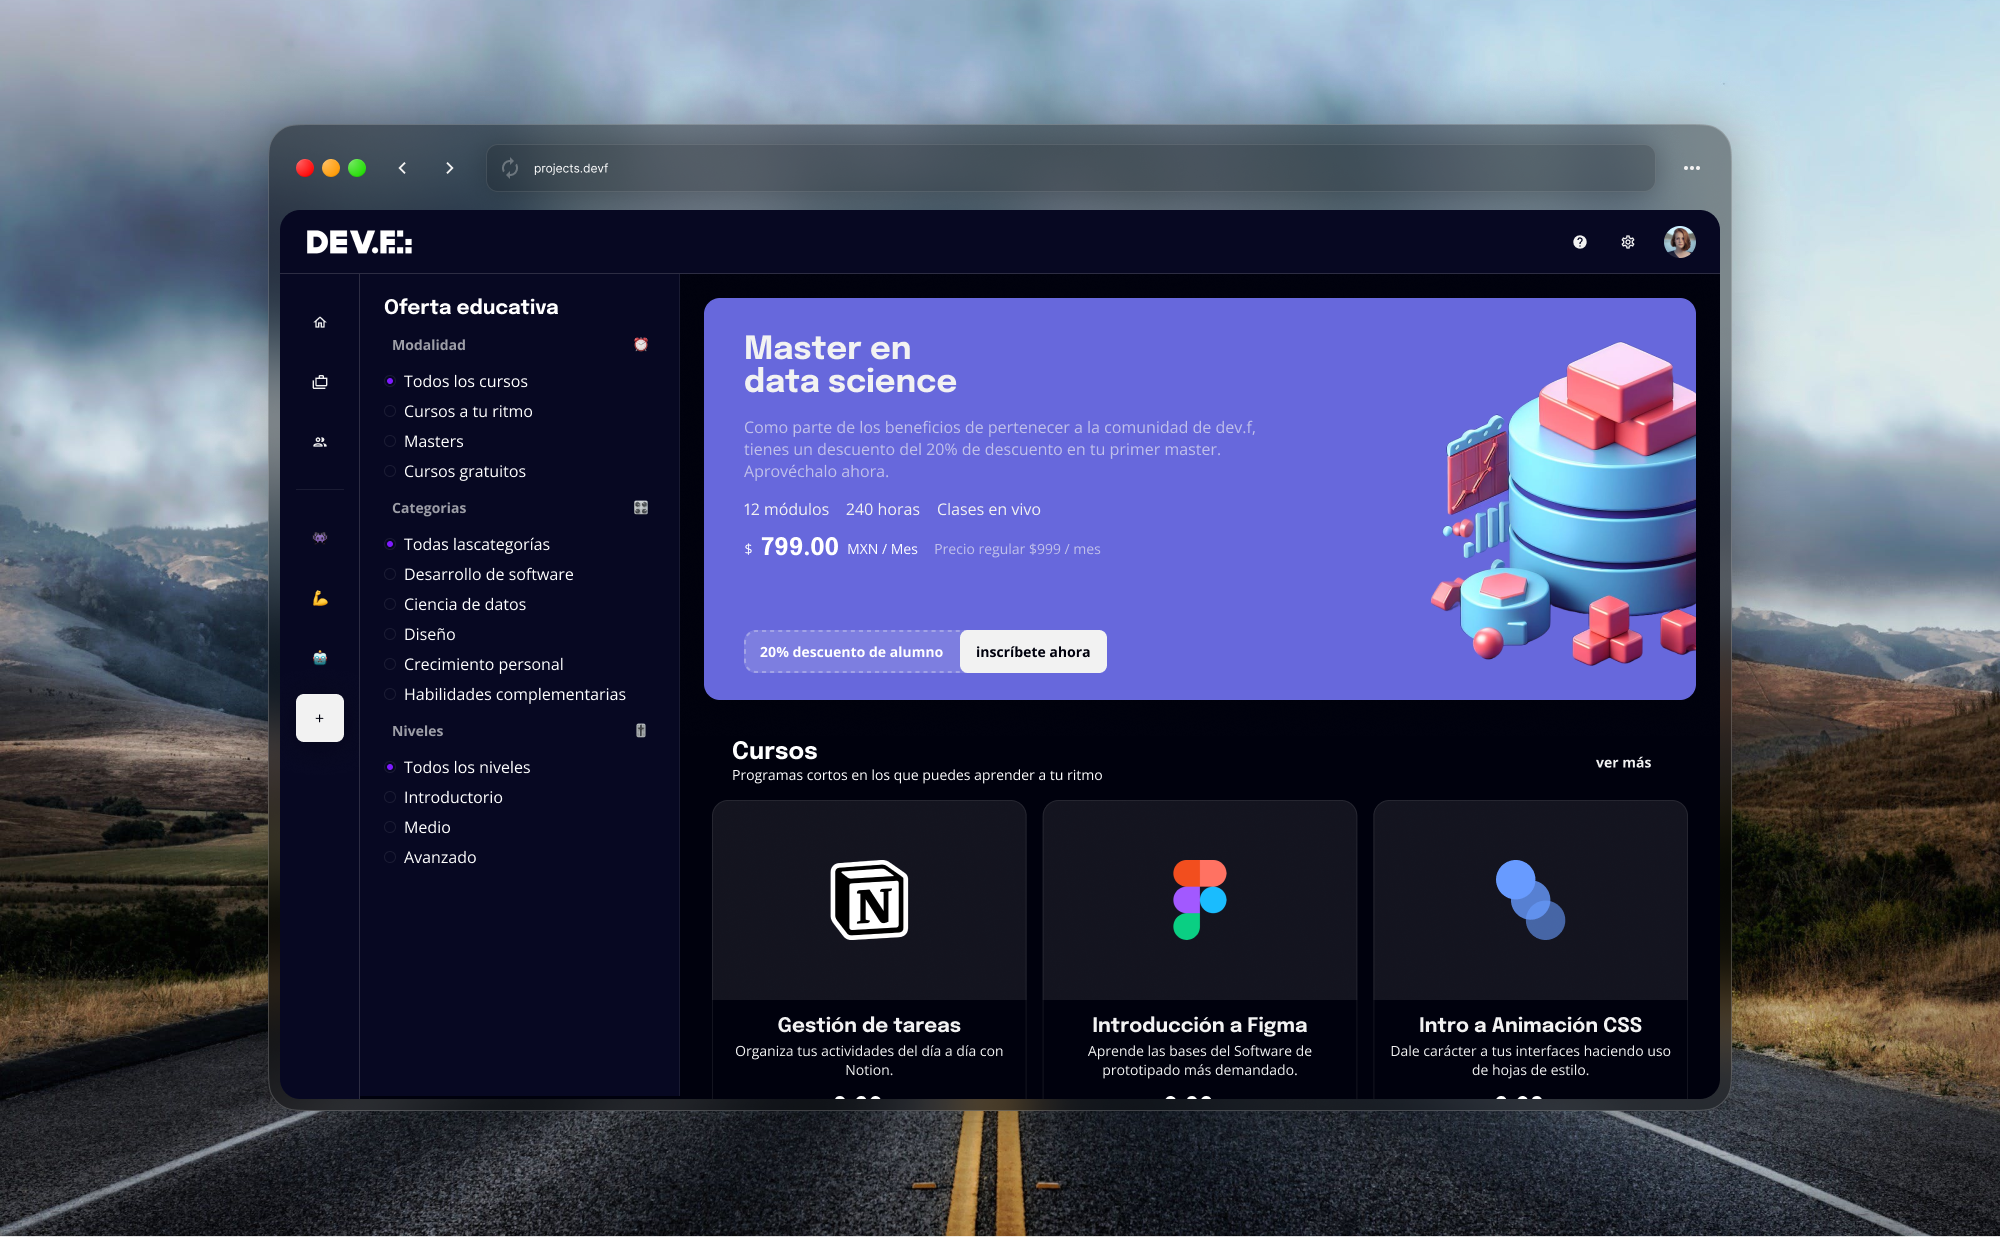 projects.devf
DEV.F.:
Oferta educativa
Modalidad
Todos los cursos
Cursos a tu ritmo
Masters
Cursos gratuitos
Categorias
Todas lascategorías
Desarrollo de software
Ciencia de datos
Diseño
Crecimiento personal
Habilidades complementarias
Niveles
Todos los niveles
Introductorio
Medio
Avanzado
Master en
data science
Como parte de los beneficios de pertenecer a la comunidad de dev.f,
tienes un descuento del 20% de descuento en tu primer master.
Aprovéchalo ahora.
12 módulos 240 horas Clases en vivo
$ 799.00 MXN / Mes Precio regular $999 / mes
20% descuento de alumno inscríbete ahora
Cursos
Programas cortos en los que puedes aprender a tu ritmo
ver más
N
Gestión de tareas
Organiza tus actividades del día a día con
Notion.
Introducción a Figma
Aprende las bases del Software de
prototipado más demandado.
Intro a Animación CSS
Dale carácter a tus interfaces haciendo uso
de hojas de estilo.